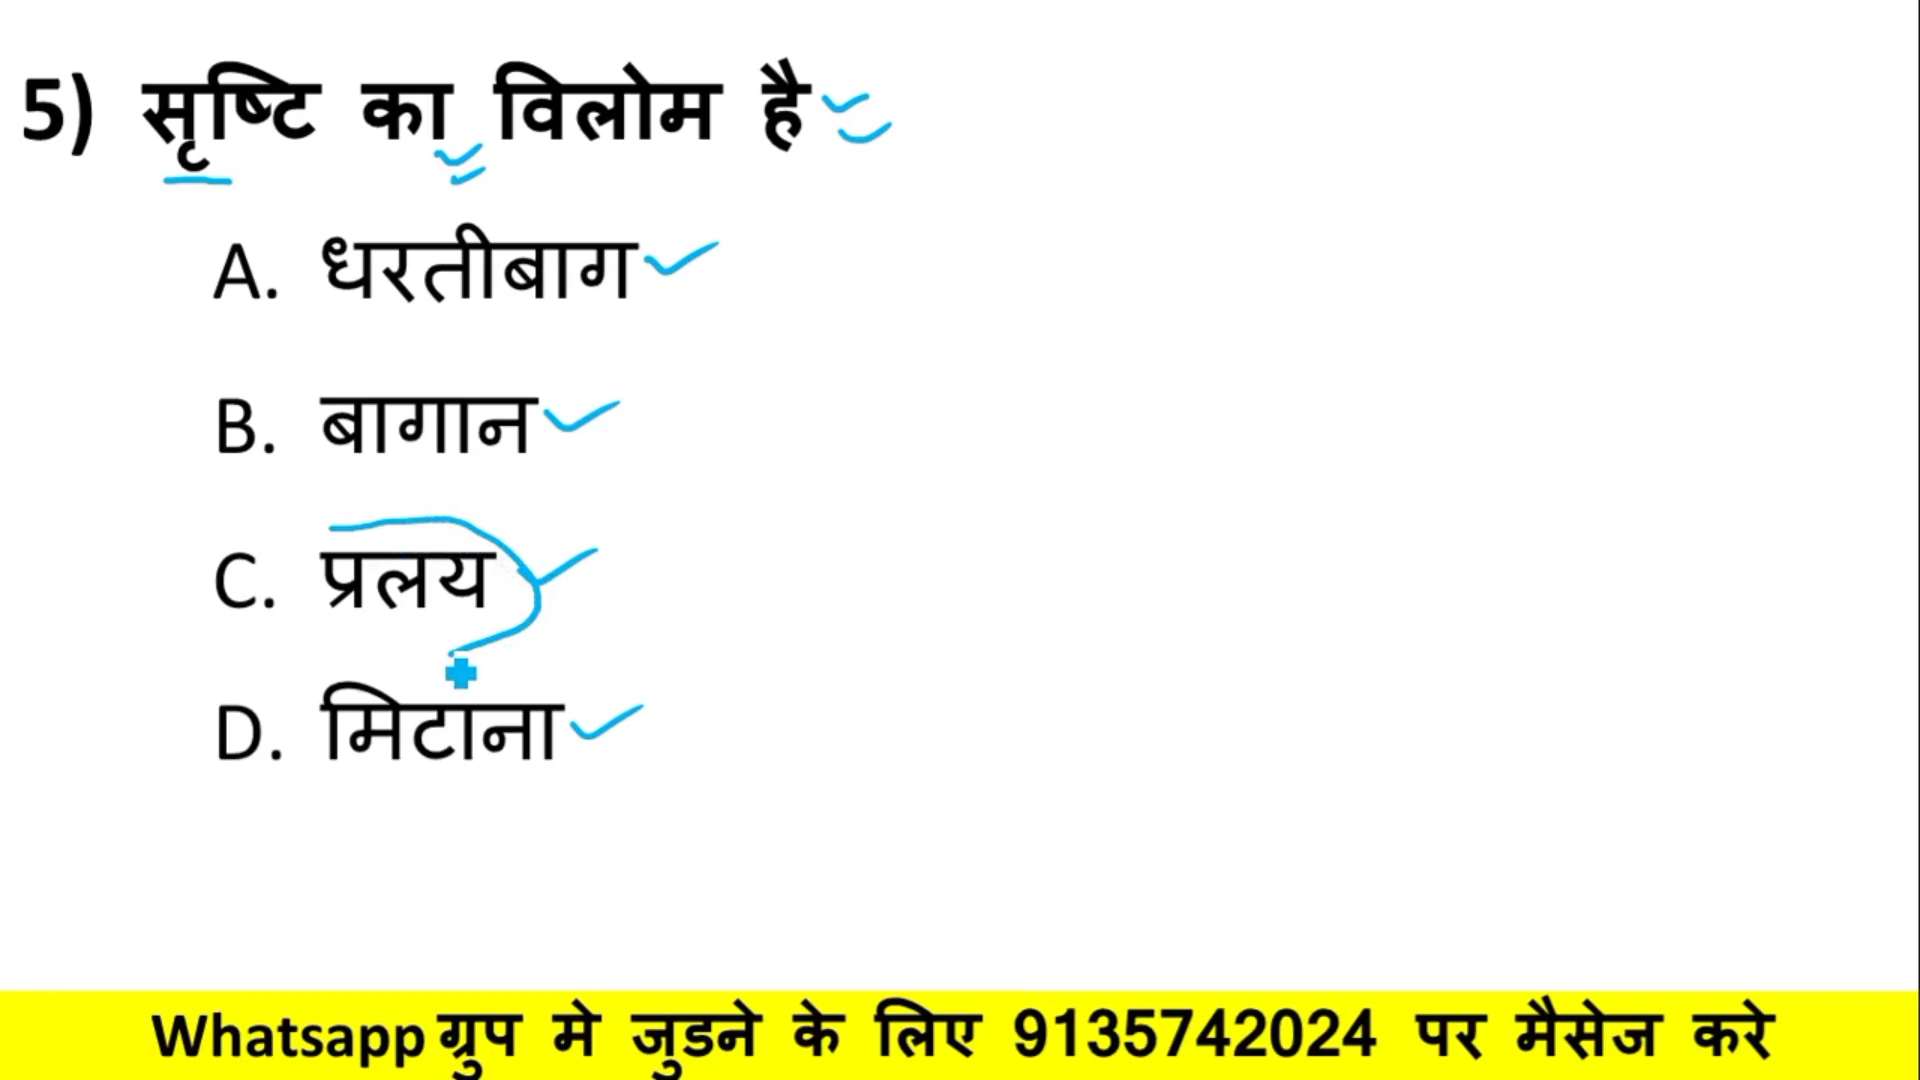 5) सृष्टि का विलोम है
A. धरतीबाग
B. बागान
C. प्रलय
D. मिटाना
Whatsapp ग्रुप मे जुडने के लिए 9135742024 पर मैसेज करे